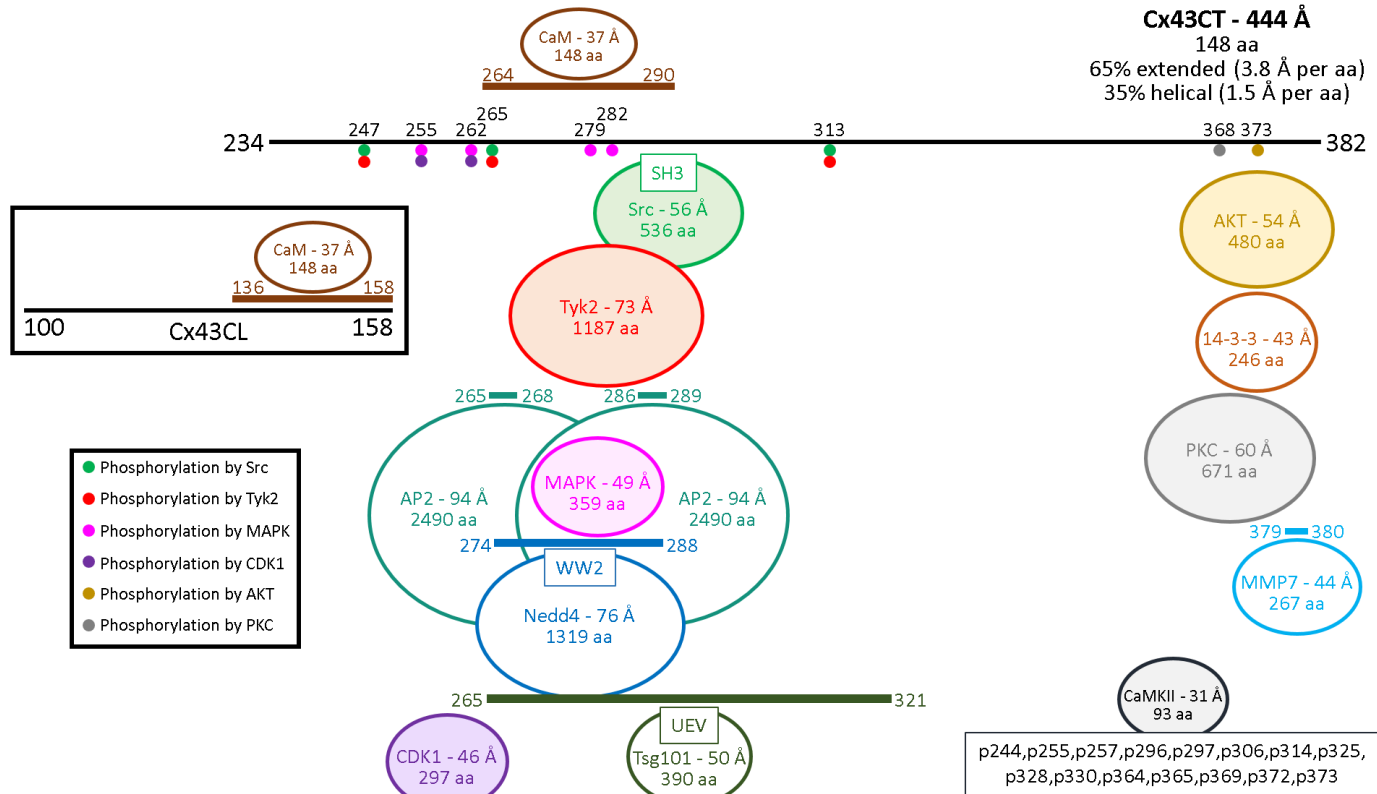 CaM - 37 Å
148 aa
264 290
Cx43CT - 444 Å
148 aa
65% extended (3.8 Å per aa)
35% helical (1.5 Å per aa)
234 247 255 262 265 279 282 313 368 373 382
SH3
Src - 56 Å
536 aa
AKT - 54 Å
480 aa
CaM - 37 Å
148 aa
136 158
100 158
Cx43CL
Tyk2 - 73 Å
1187 aa
14-3-3 - 43 Å
246 aa
265 268 286 289
PKC - 60 Å
671 aa
Phosphorylation by Src
Phosphorylation by Tyk2
Phosphorylation by MAPK
Phosphorylation by CDK1
Phosphorylation by AKT
Phosphorylation by PKC
AP2 - 94 Å
2490 aa
MAPK - 49 Å
359 aa
AP2 - 94 Å
2490 aa
274 288
WW2
Nedd4 - 76 Å
1319 aa
379 380
MMP7 - 44 Å
267 aa
265 321
CDK1 - 46 Å
297 aa
UEV
Tsg101 - 50 Å
390 aa
CaMKII - 31 Å
93 aa
p244,p255,p257,p296,p297,p306,p314,p325,
p328,p330,p364,p365,p369,p372,p373